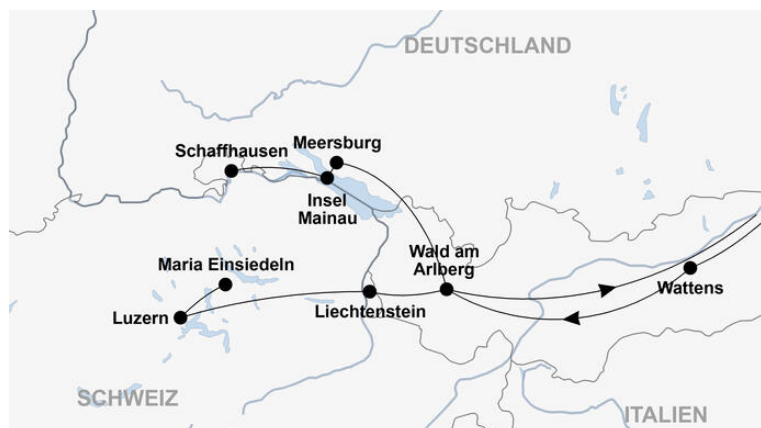 DEUTSCHLAND
Meersburg
Schaffhausen
Insel
Mainau
Wald am
Arlberg
Maria Einsiedeln
Wattens
Liechtenstein
Luzern
SCHWEIZ
ITALIEN